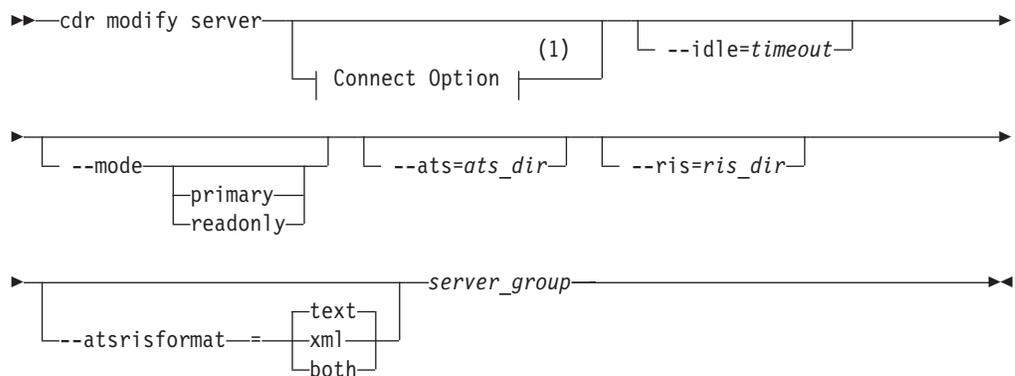 cdr modify server
(1)
Connect Option
--idle=timeout
--mode
primary
readonly
--ats=ats_dir
--ris=ris_dir
--atsrisformat
=
text
xml
both
server_group